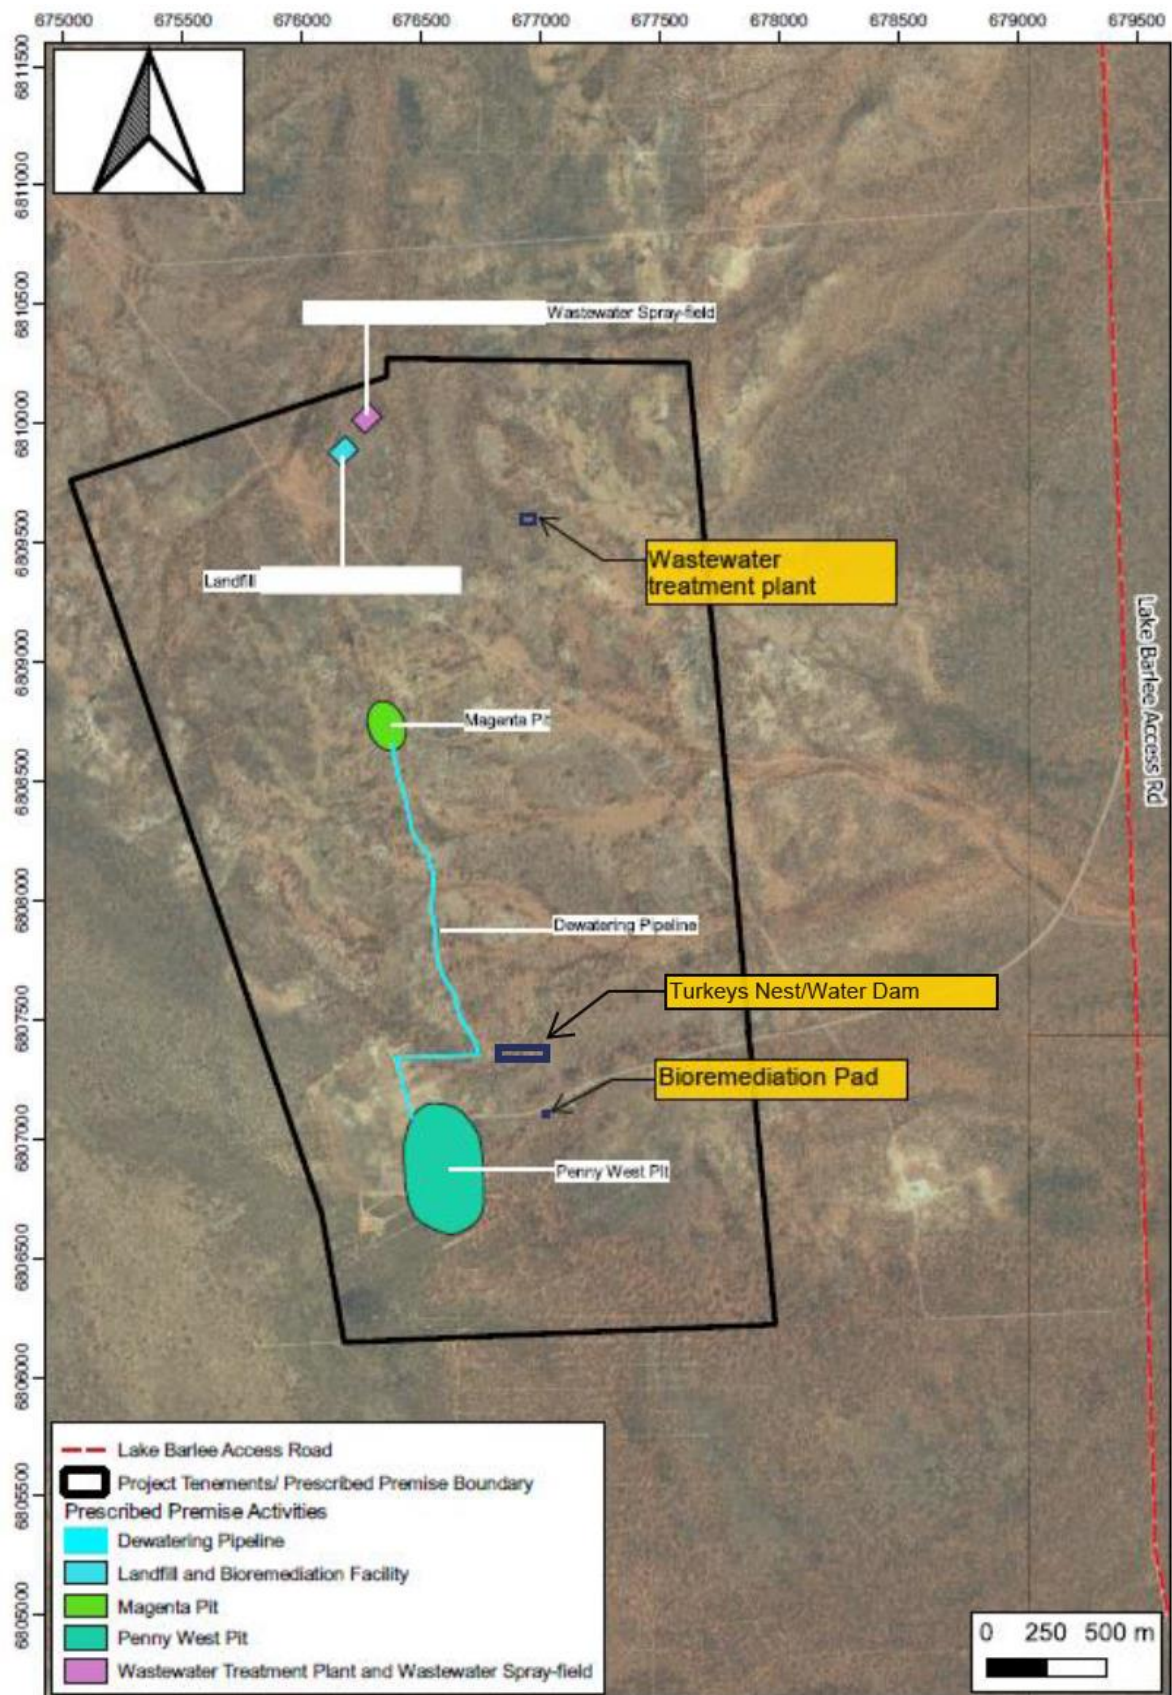 675000 675500 676000 676500 677000 677500 678000 678500 679000 679500
6811500
6811000
6810500
6810000
6809500
6809000
6808500
6808000
6807500
6807000
6806500
6806000
6805500
6805000
Wastewater Spray-field
Wastewater
treatment plant
Landfill
Lake Barlee Access Rd
Magenta Pit
Dewatering Pipeline
Turkeys Nest/Water Dam
Bioremediation Pad
Penny West Pit
Lake Barlee Access Road
Project Tenements/ Prescribed Premise Boundary
Prescribed Premise Activities
Dewatering Pipeline
Landfill and Bioremediation Facility
Magenta Pit
Penny West Pit
Wastewater Treatment Plant and Wastewater Spray-field
0 250 500 m